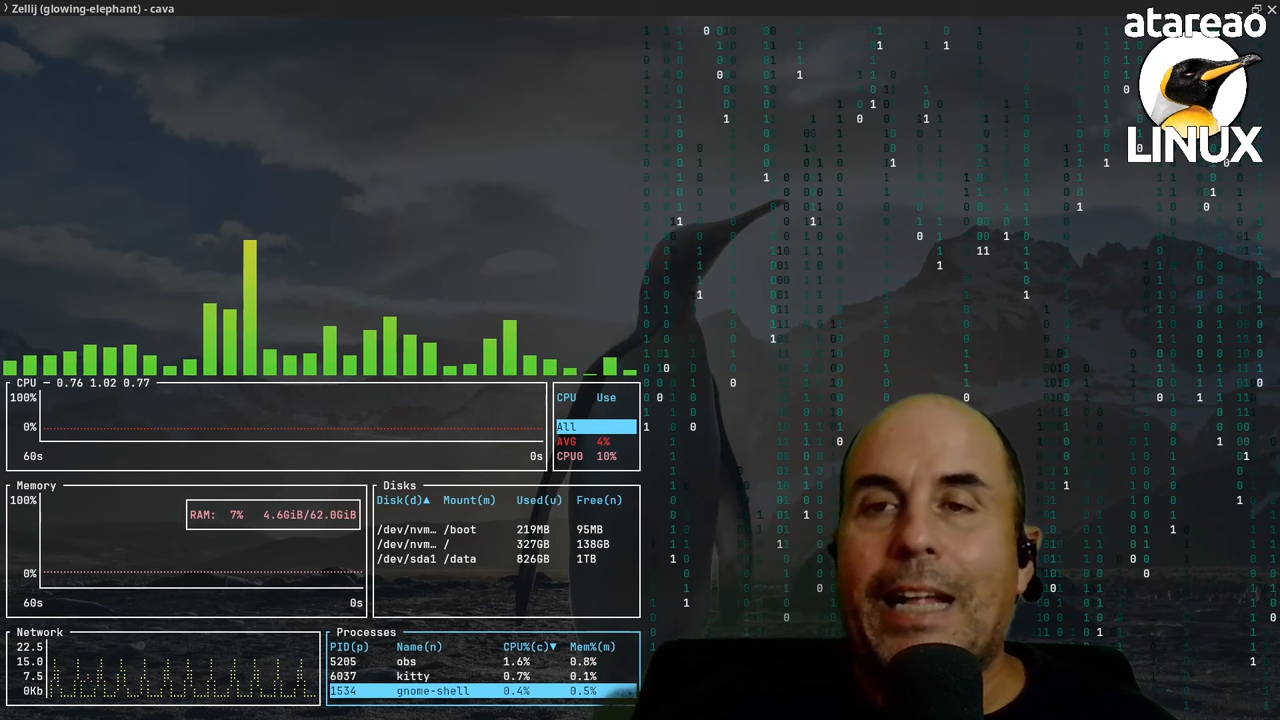 Zellij (glowing-elephant) - cava
atareao
LINUX
CPU — 0.76 1.02 0.77
100%
0%
60s 0s
CPU Use
All
AVG 4%
CPU0 10%
Memory
100%
RAM: 7% 4.6GiB/62.0GiB
0%
60s 0s
Disks
Disk(d)▲ Mount(m) Used(u) Free(n)
/dev/nvm… /boot 219MB 95MB
/dev/nvm… / 327GB 138GB
/dev/sda1 /data 826GB 1TB
Network
22.5
15.0
7.5
0Kb
Processes
PID(p) Name(n) CPU%(c)▼ Mem%(m)
5205 obs 1.6% 0.8%
6037 kitty 0.7% 0.1%
1534 gnome-shell 0.4% 0.5%